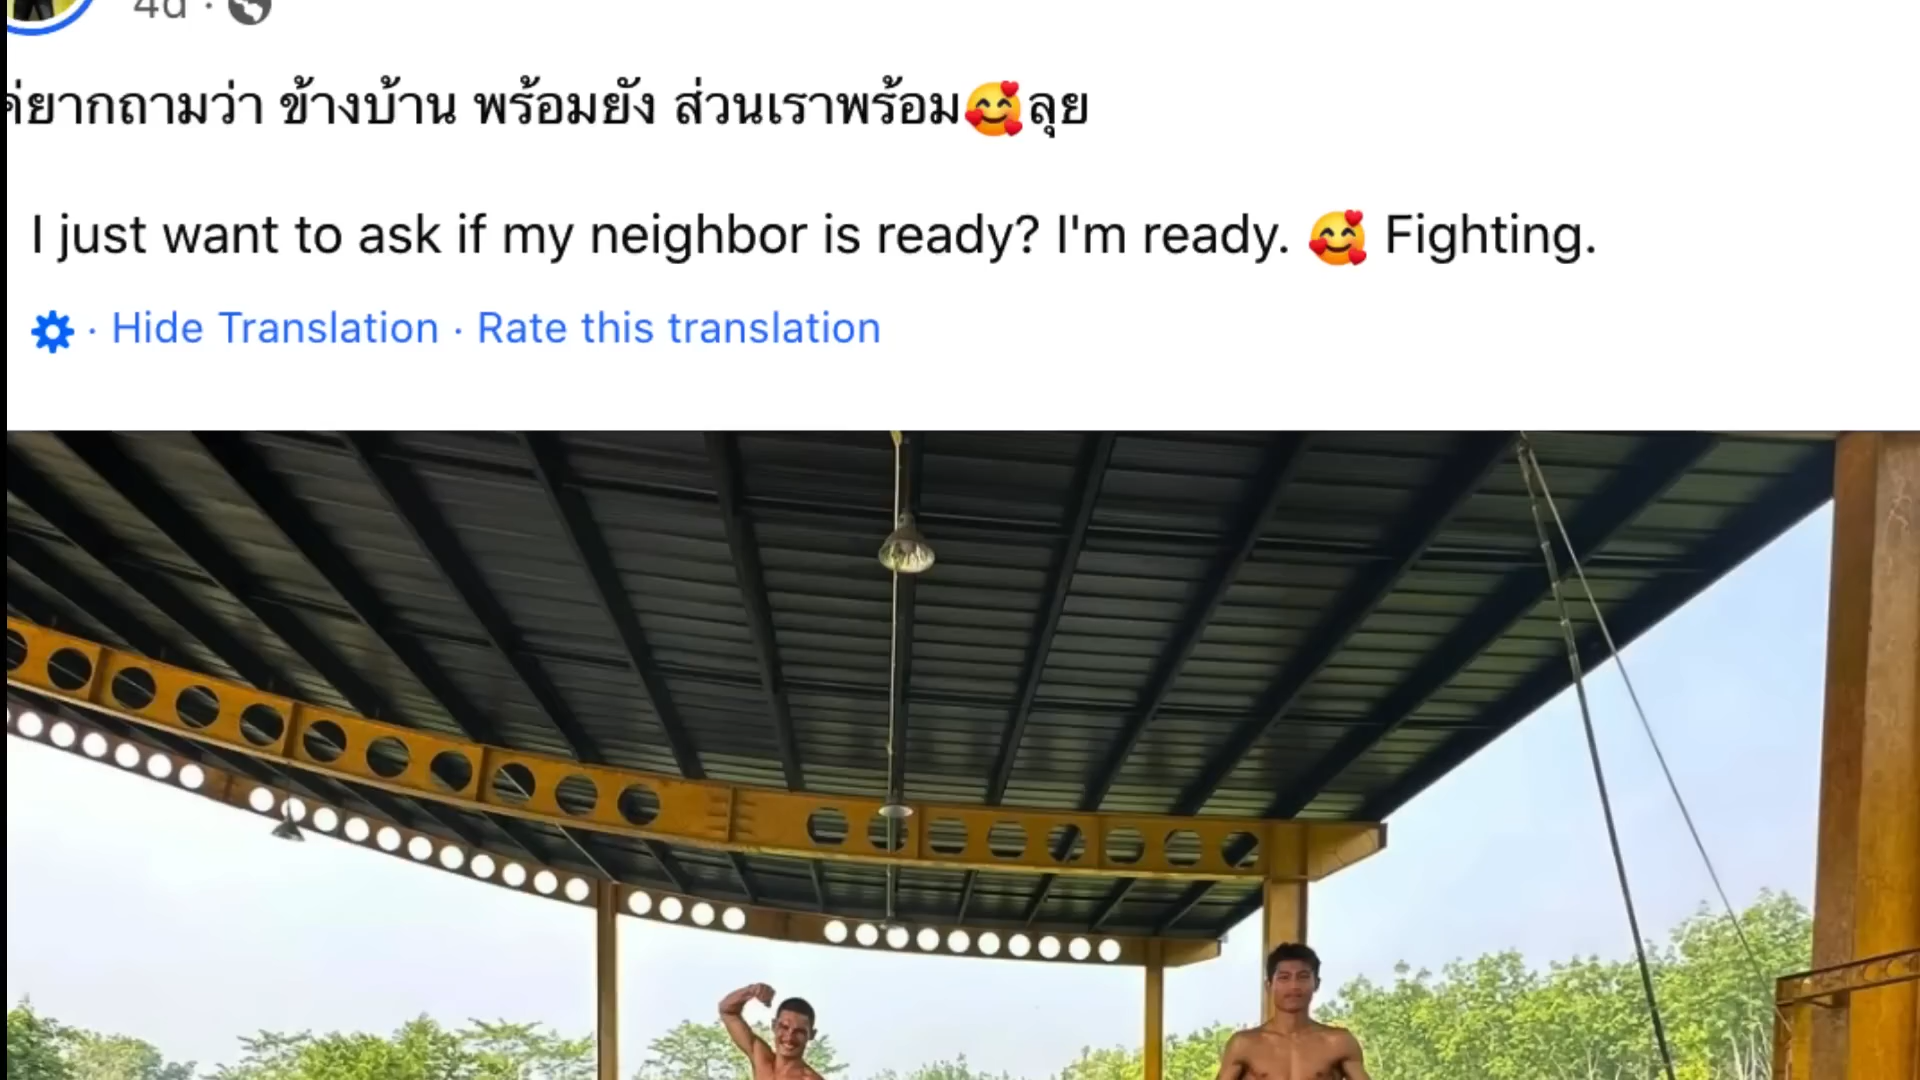 4d ·
ค่ยากถามว่า ข้างบ้าน พร้อมยัง ส่วนเราพร้อม🥰ลุย
I just want to ask if my neighbor is ready? I'm ready. 🥰 Fighting.
· Hide Translation · Rate this translation